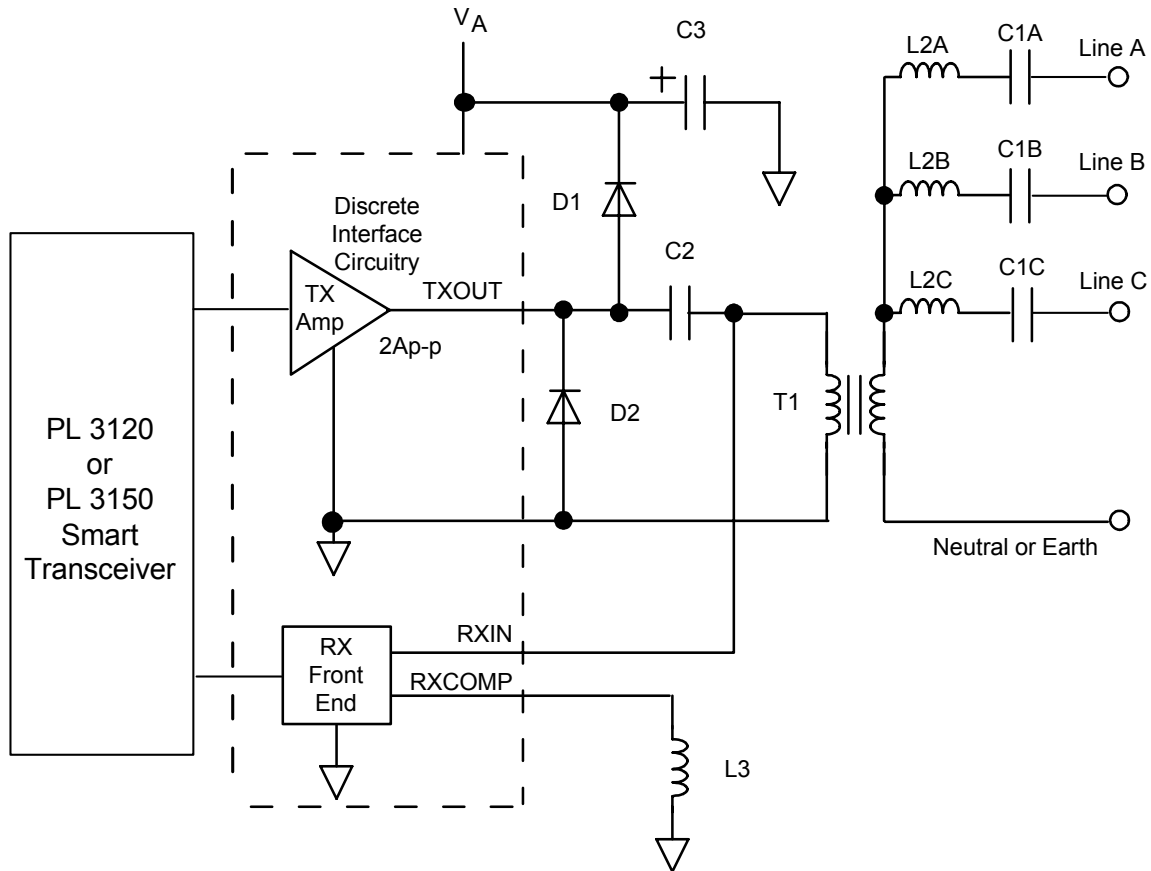 V A
C3
+
L2A
C1A
Line A
L2B
C1B
Line B
L2C
C1C
Line C
D1
Discrete
Interface
Circuitry
C2
TX
Amp
TXOUT
2Ap-p
D2
T1
PL 3120
or
PL 3150
Smart
Transceiver
Neutral or Earth
RX
Front
End
RXIN
RXCOMP
L3